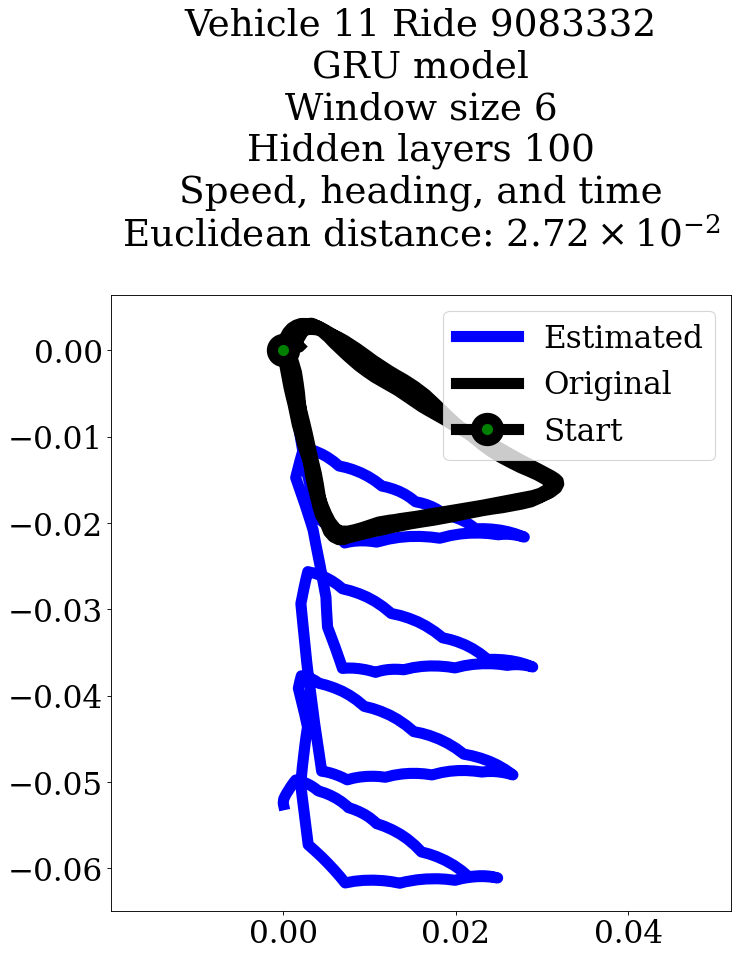 Vehicle 11 Ride 9083332
GRU model
Window size 6
Hidden layers 100
Speed, heading, and time
Euclidean distance: 2.72 × 10⁻²
Estimated
Original
Start
0.00
−0.01
−0.02
−0.03
−0.04
−0.05
−0.06
0.00 0.02 0.04